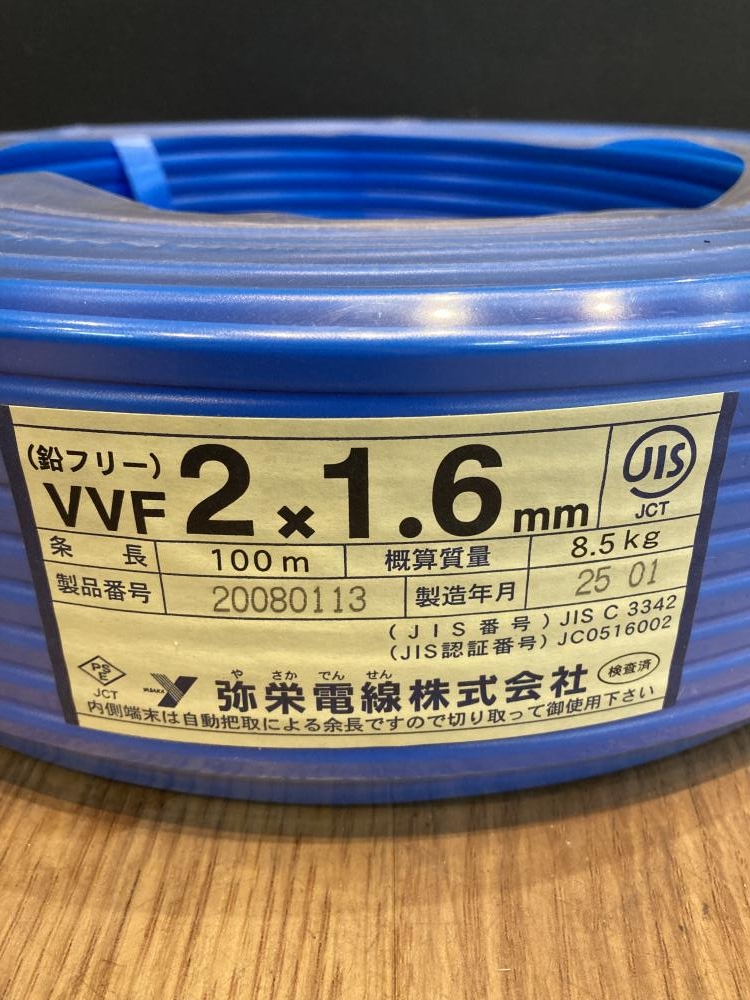 (鉛フリー)
VVF 2×1.6mm
JIS
JCT
条長 100m 概算質量 8.5kg
製品番号 20080113 製造年月 25 01
(JIS番号) JIS C 3342
(JIS認証番号) JC0516002
PSE
JCT
YASAKA
やさかでんせん
弥栄電線株式会社
検査済
内側端末は自動把取による余長ですので切り取って御使用下さい